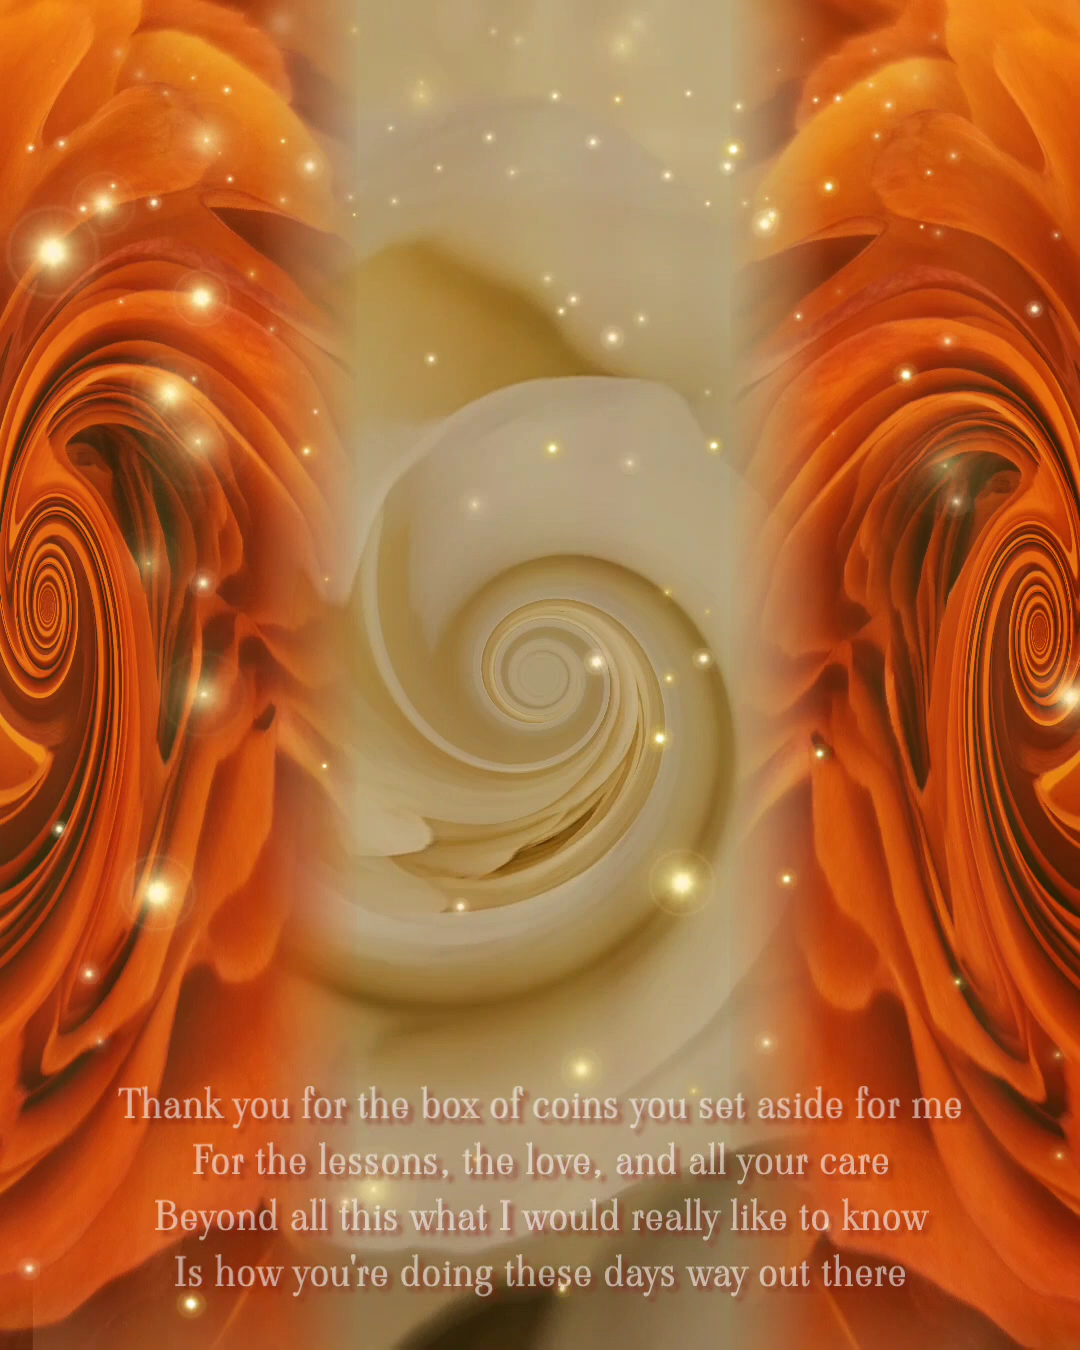 Thank you for the box of coins you set aside for me
For the lessons, the love, and all your care
Beyond all this what I would really like to know
Is how you're doing these days way out there